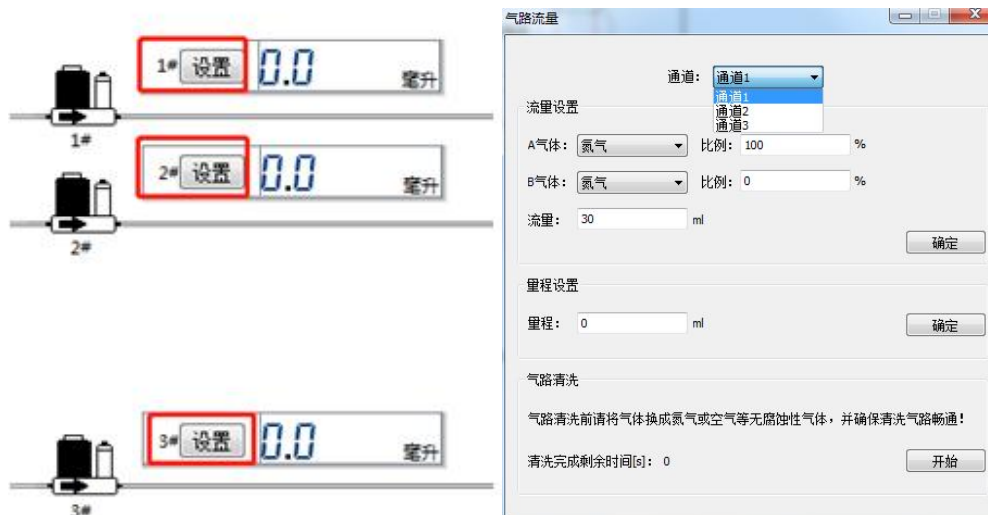 1# 设置 0.0 毫升
1#
2# 设置 0.0 毫升
2#
3# 设置 0.0 毫升
3#
气路流量
通道： 通道1
通道1
通道2
通道3
流量设置
A气体： 氮气 比例： 100 %
B气体： 氮气 比例： 0 %
流量： 30 ml
确定
量程设置
量程： 0 ml
确定
气路清洗
气路清洗前请将气体换成氮气或空气等无腐蚀性气体，并确保清洗气路畅通！
清洗完成剩余时间[s]： 0
开始